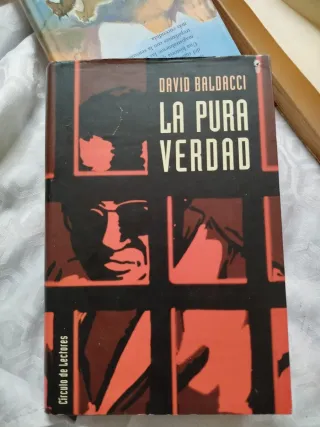 DAVID BALDACCI
LA PURA
VERDAD
Círculo de Lectores